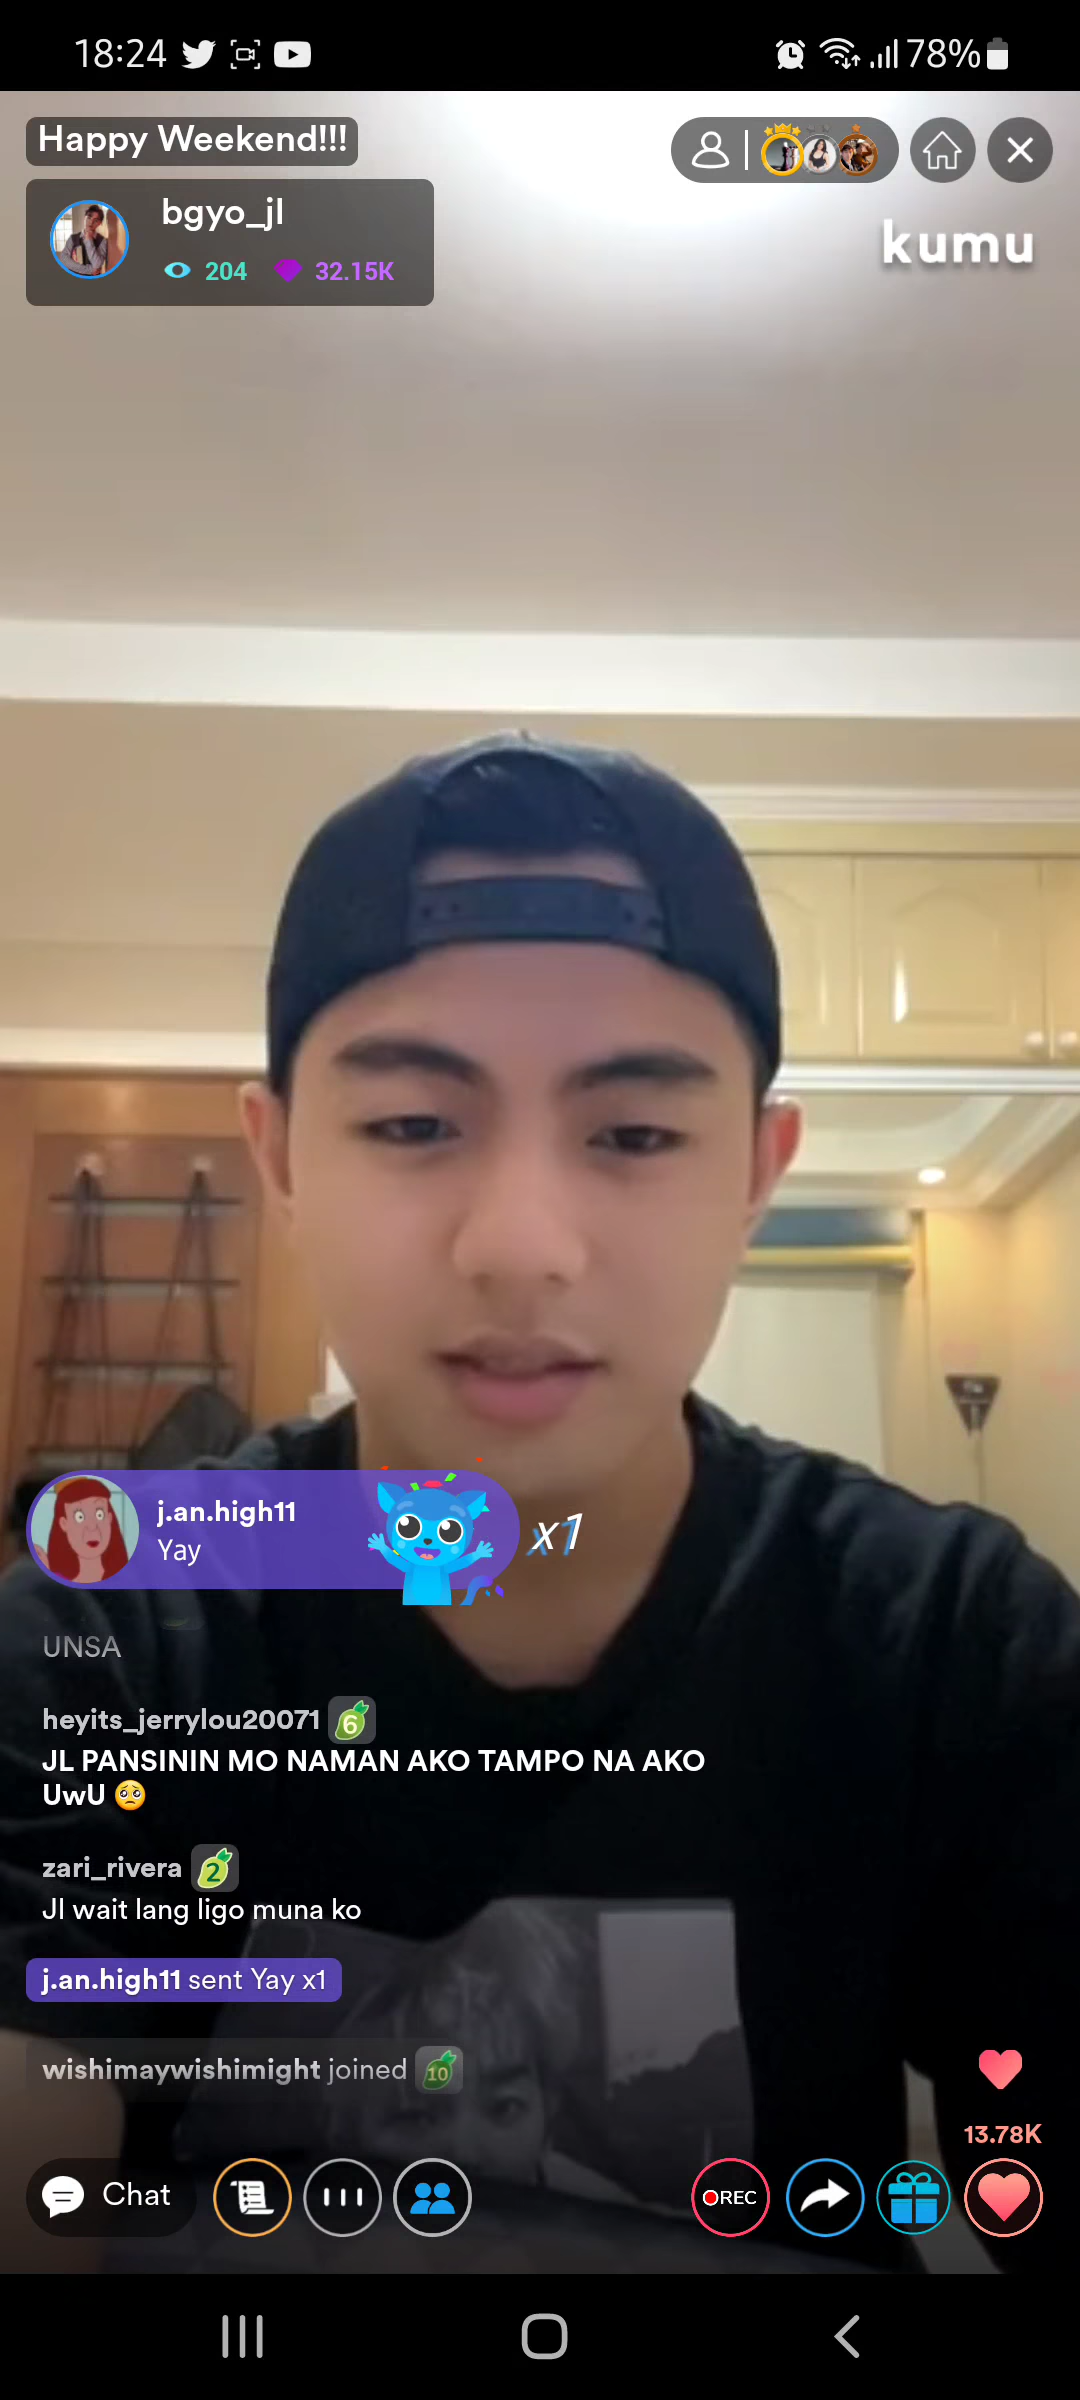 18:24
78%
Happy Weekend!!!
bgyo_jl
204 32.15K
kumu
j.an.high11
Yay
x1
UNSA
heyits_jerrylou20071 6
JL PANSININ MO NAMAN AKO TAMPO NA AKO
UwU 🥺
zari_rivera 2
Jl wait lang ligo muna ko
j.an.high11 sent Yay x1
wishimaywishimight joined 10
13.78K
Chat
REC